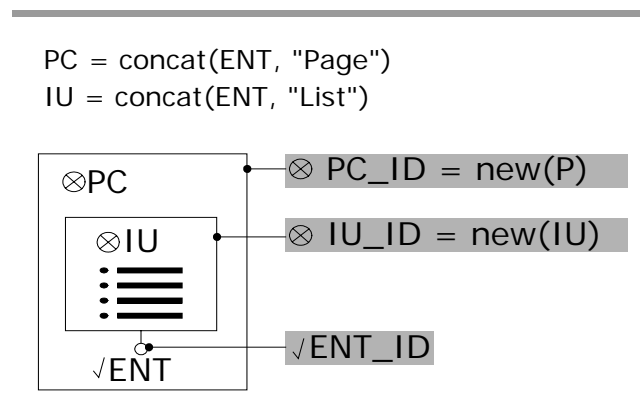 PC = concat(ENT, "Page")
IU = concat(ENT, "List")
⊗PC
⊗ PC_ID = new(P)
⊗IU
⊗ IU_ID = new(IU)
√ENT_ID
√ENT